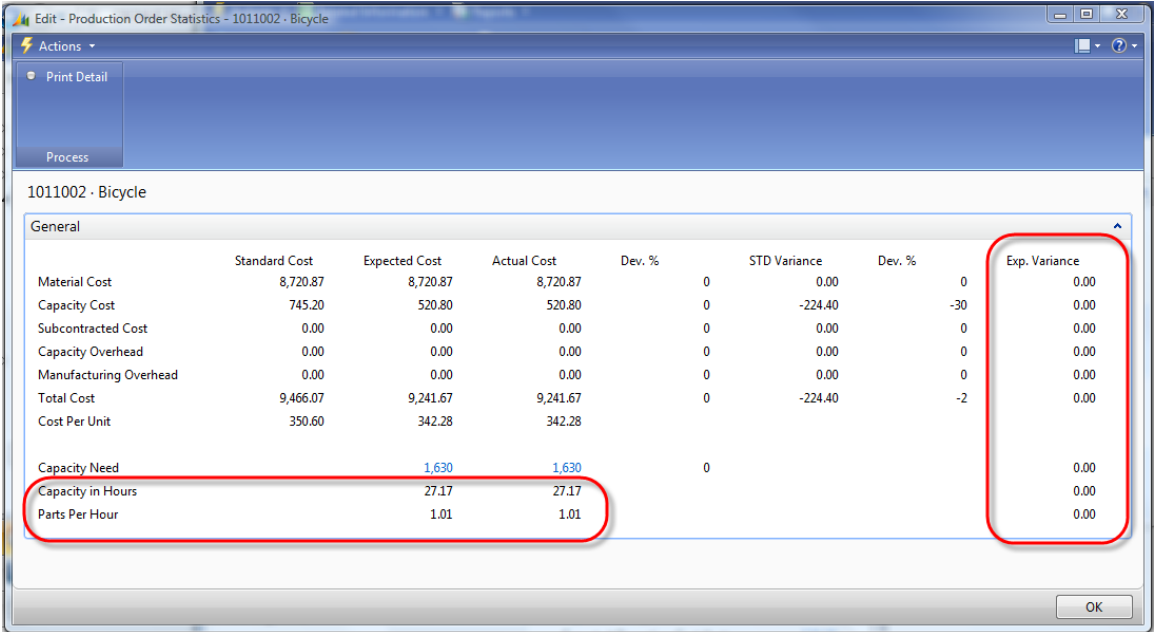 Edit - Production Order Statistics - 1011002 · Bicycle
Actions
Print Detail
Process
1011002 · Bicycle
General
Standard Cost Expected Cost Actual Cost Dev. % STD Variance Dev. % Exp. Variance
Material Cost 8,720.87 8,720.87 8,720.87 0 0.00 0 0.00
Capacity Cost 745.20 520.80 520.80 0 -224.40 -30 0.00
Subcontracted Cost 0.00 0.00 0.00 0 0.00 0 0.00
Capacity Overhead 0.00 0.00 0.00 0 0.00 0 0.00
Manufacturing Overhead 0.00 0.00 0.00 0 0.00 0 0.00
Total Cost 9,466.07 9,241.67 9,241.67 0 -224.40 -2 0.00
Cost Per Unit 350.60 342.28 342.28
Capacity Need 1,630 1,630 0 0.00
Capacity in Hours 27.17 27.17 0.00
Parts Per Hour 1.01 1.01 0.00
OK